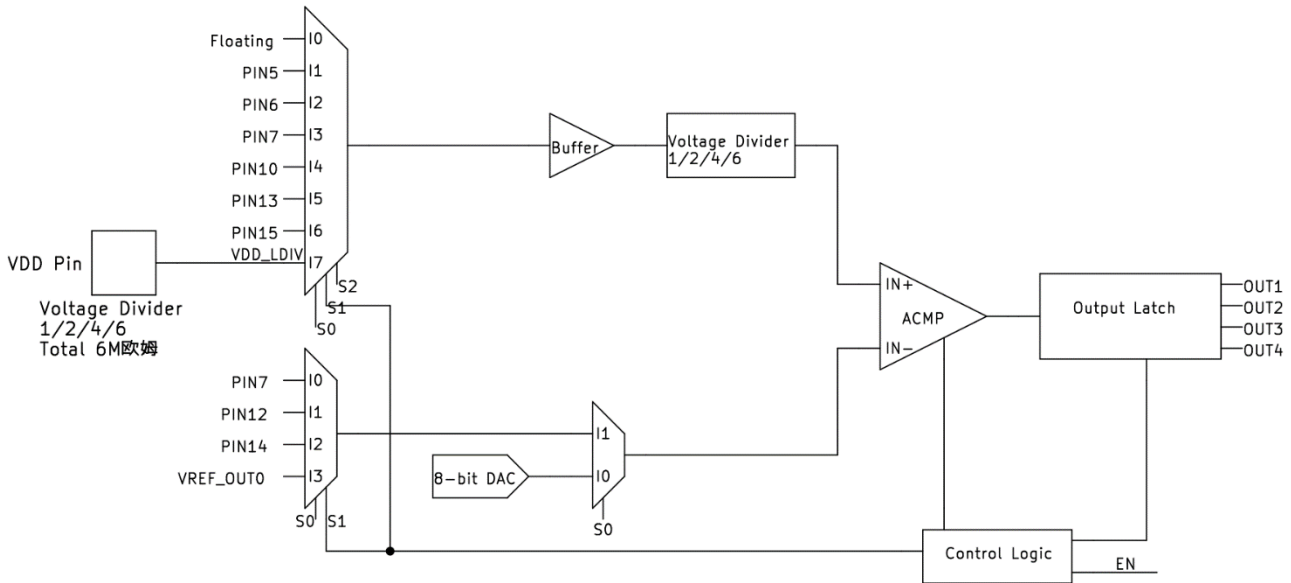 Floating
I0
PIN5
I1
PIN6
I2
PIN7
I3
PIN10
I4
PIN13
I5
PIN15
I6
VDD_LDIV
I7
VDD Pin
Voltage Divider
1/2/4/6
Total 6M欧姆
S2
S1
S0
Buffer
Voltage Divider
1/2/4/6
IN+
ACMP
IN-
Output Latch
OUT1
OUT2
OUT3
OUT4
PIN7
I0
PIN12
I1
PIN14
I2
VREF_OUT0
I3
S0
S1
I1
8-bit DAC
I0
S0
Control Logic
EN